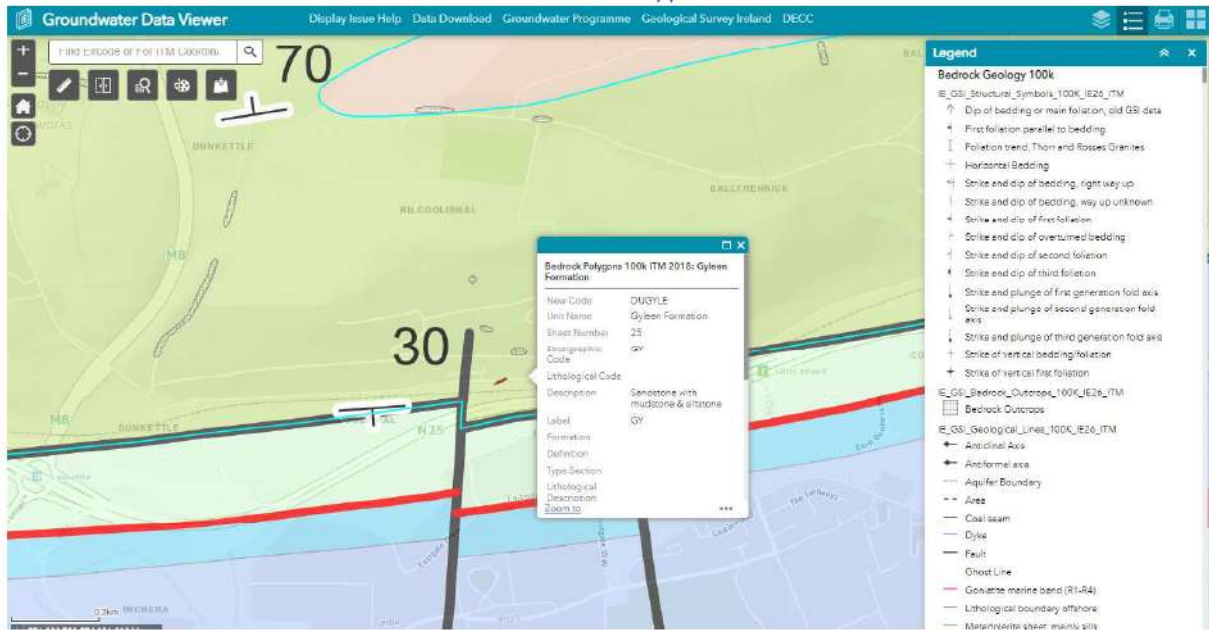 Groundwater Data Viewer
Display Issue Help Data Download Groundwater Programme Geological Survey Ireland DECC
+
−
70
30
DUNKETTLE
KILCOOLISHAL
BALLYHENNICK
M8
M8
DUNKETTLE
N25
INCHERA
0.3km
Bedrock Polygons 100k ITM 2018: Gyleen
Formation
New Code DUGYLE
Unit Name Gyleen Formation
Sheet Number 25
Stratigraphic
Code GY
Lithological Code
Description Sandstone with
mudstone & siltstone
Label GY
Formation
Definition
Type Section
Lithological
Description
Zoom to
Legend
Bedrock Geology 100k
IE_GSI_Structural_Symbols_100K_IE26_ITM
Dip of bedding or main foliation, old GSI data
First foliation parallel to bedding
Foliation trend, Thorr and Rosses Granites
Horizontal Bedding
Strike and dip of bedding, right way up
Strike and dip of bedding, way up unknown
Strike and dip of first foliation
Strike and dip of overturned bedding
Strike and dip of second foliation
Strike and dip of third foliation
Strike and plunge of first generation fold axis
Strike and plunge of second generation fold
axis
Strike and plunge of third generation fold axis
Strike of vertical bedding/foliation
Strike of vertical first foliation
IE_GSI_Bedrock_Outcrops_100K_IE26_ITM
Bedrock Outcrops
IE_GSI_Geological_Lines_100K_IE26_ITM
Anticlinal Axis
Antiformal axis
Aquifer Boundary
Area
Coal seam
Dyke
Fault
Ghost Line
Goniatite marine band (R1-R4)
Lithological boundary offshore
Metadolerite sheet, mainly sills